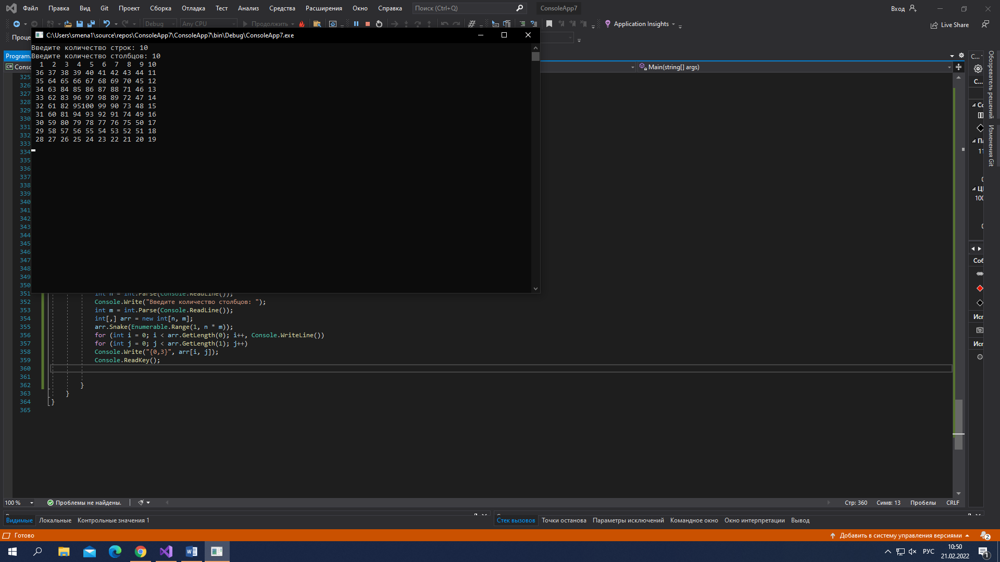 Файл Правка Вид Git Проект Сборка Отладка Тест Анализ Средства Расширения Окно Справка Поиск (Ctrl+Q) ConsoleApp7 Вход
Debug Any CPU Продолжить Application Insights Live Share
Проце
C:\Users\smena1\source\repos\ConsoleApp7\ConsoleApp7\bin\Debug\ConsoleApp7.exe
Введите количество строк: 10
Введите количество столбцов: 10
1 2 3 4 5 6 7 8 9 10
36 37 38 39 40 41 42 43 44 11
35 64 65 66 67 68 69 70 45 12
34 63 84 85 86 87 88 71 46 13
33 62 83 96 97 98 89 72 47 14
32 61 82 95100 99 90 73 48 15
31 60 81 94 93 92 91 74 49 16
30 59 80 79 78 77 76 75 50 17
29 58 57 56 55 54 53 52 51 18
28 27 26 25 24 23 22 21 20 19
Program.
Conso
Main(string[] args)
325
326
327
328
329
330
331
332
333
334
335
336
337
338
339
340
341
342
343
344
345
346
347
348
349
350
351 int n = int.Parse(Console.ReadLine());
352 Console.Write("Введите количество столбцов: ");
353 int m = int.Parse(Console.ReadLine());
354 int[,] arr = new int[n, m];
355 arr.Snake(Enumerable.Range(1, n * m));
356 for (int i = 0; i < arr.GetLength(0); i++, Console.WriteLine())
357 for (int j = 0; j < arr.GetLength(1); j++)
358 Console.Write("{0,3}", arr[i, j]);
359 Console.ReadKey();
360
361
362 }
363 }
364 }
365
С...
С...
Со
Па
11
0
ЦП
100
0
Соб
Исп
Исп
Обозреватель решений
Изменения Git
100 % Проблемы не найдены. Стр: 360 Симв: 13 Пробелы CRLF
Видимые Локальные Контрольные значения 1 Стек вызовов Точки останова Параметры исключений Командное окно Окно интерпретации Вывод
Готово Добавить в систему управления версиями 2
РУС 10:50
21.02.2022 1